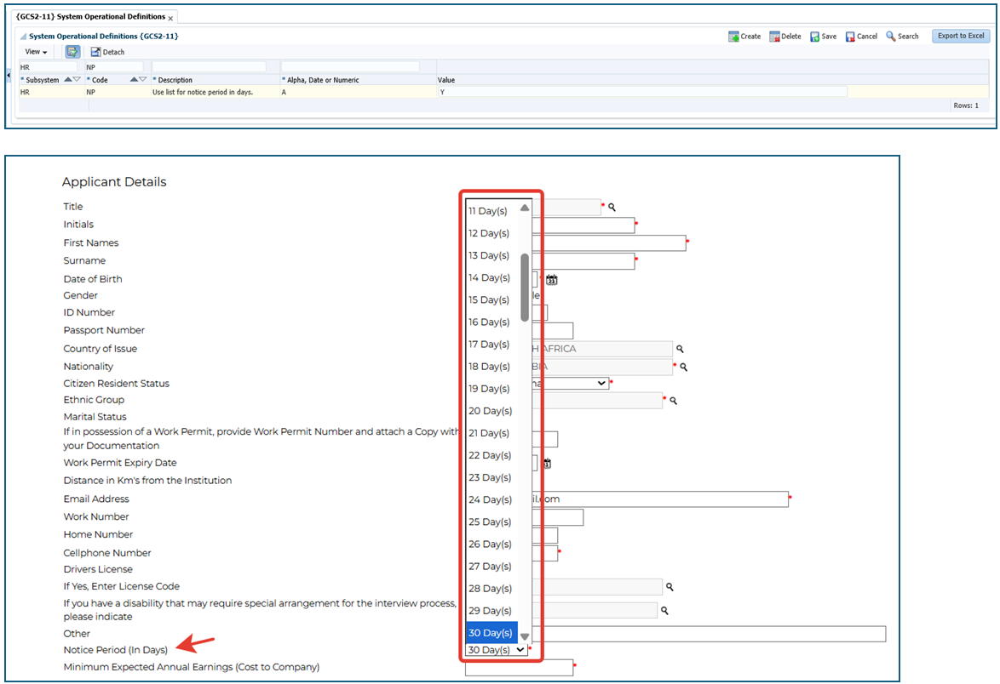 {GCS2-11} System Operational Definitions x
System Operational Definitions {GCS2-11}
Create Delete Save Cancel Search Export to Excel
View Detach
HR NP
* Subsystem * Code * Description * Alpha, Date or Numeric Value
HR NP Use list for notice period in days. A Y
Rows: 1
Applicant Details
Title 11 Day(s) *
Initials 12 Day(s) *
First Names 13 Day(s) *
Surname *
Date of Birth 14 Day(s)
Gender 15 Day(s) le
ID Number 16 Day(s)
Passport Number
Country of Issue 17 Day(s) H AFRICA
Nationality 18 Day(s) BIA *
Citizen Resident Status 19 Day(s) *
Ethnic Group 20 Day(s) *
Marital Status
If in possession of a Work Permit, provide Work Permit Number and attach a Copy with 21 Day(s)
your Documentation 22 Day(s)
Work Permit Expiry Date
Distance in Km's from the Institution 23 Day(s)
Email Address 24 Day(s) il.com *
Work Number 25 Day(s)
Home Number 26 Day(s)
Cellphone Number *
Drivers License 27 Day(s)
If Yes, Enter License Code 28 Day(s)
If you have a disability that may require special arrangement for the interview process, 29 Day(s)
please indicate
Other 30 Day(s)
Notice Period (In Days) 30 Day(s) *
Minimum Expected Annual Earnings (Cost to Company) *